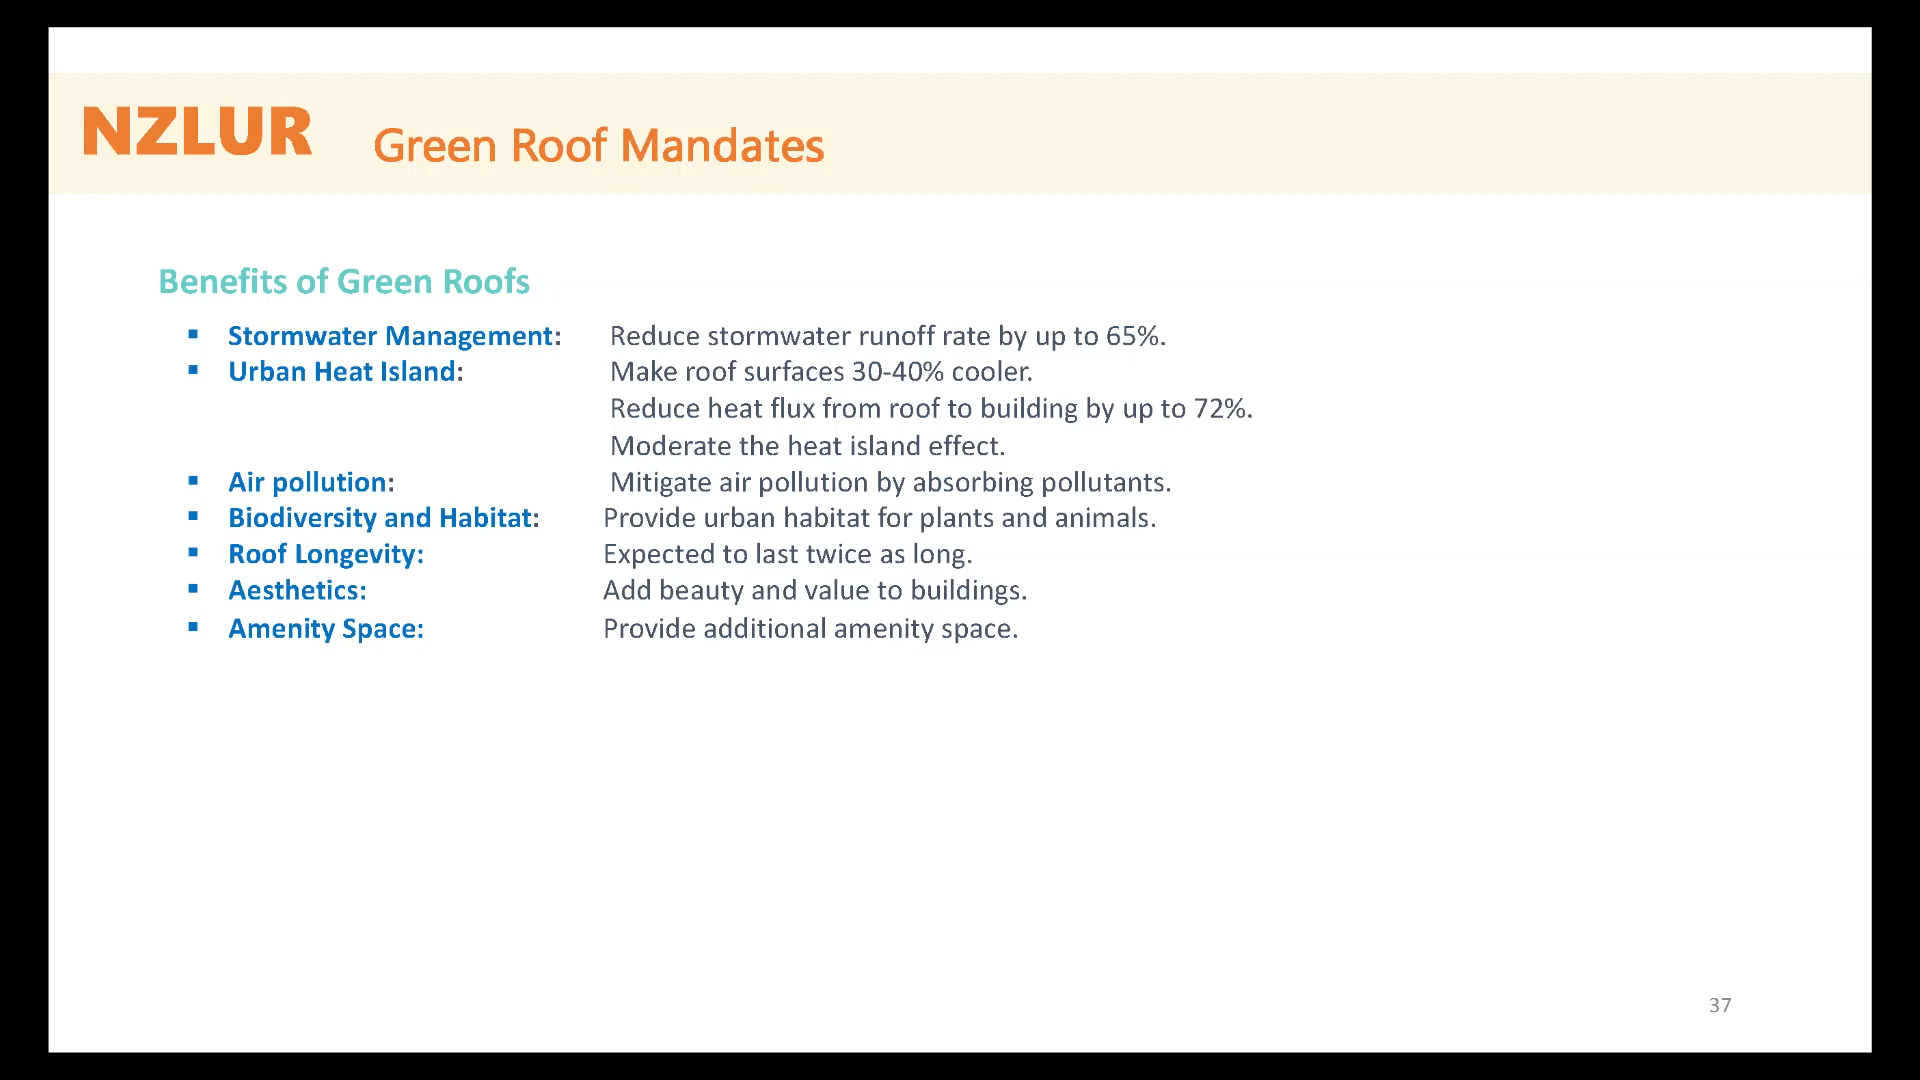 NZLUR Green Roof Mandates
Benefits of Green Roofs
▪ Stormwater Management: Reduce stormwater runoff rate by up to 65%.
▪ Urban Heat Island: Make roof surfaces 30-40% cooler.
Reduce heat flux from roof to building by up to 72%.
Moderate the heat island effect.
▪ Air pollution: Mitigate air pollution by absorbing pollutants.
▪ Biodiversity and Habitat: Provide urban habitat for plants and animals.
▪ Roof Longevity: Expected to last twice as long.
▪ Aesthetics: Add beauty and value to buildings.
▪ Amenity Space: Provide additional amenity space.
37